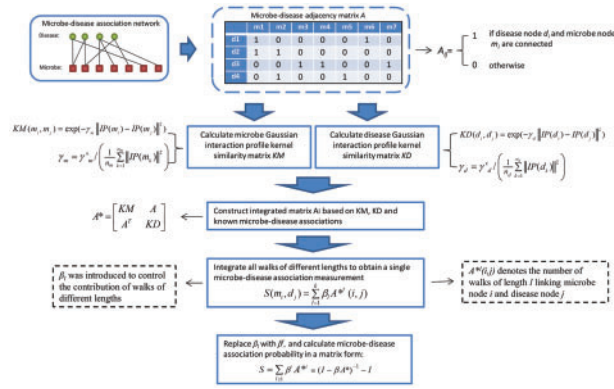 Microbe-disease association network
Disease:
Microbe:
Microbe-disease adjacency matrix A
m1 m2 m3 m4 m5 m6 m7
d1 1 0 0 0 0 1 0
d2 1 1 0 0 0 0 0
d3 0 0 1 1 0 0 1
d4 0 1 0 0 1 0 0
A_ij=
1 if disease node d_i and microbe node
m_j are connected
0 otherwise
KM(m_i, m_j) = exp(−γ_m ‖IP(m_i) − IP(m_j)‖²)
γ_m = γ'_m / (1/n_m Σ_{k=1}^{n_m} ‖IP(m_k)‖²)
Calculate microbe Gaussian
interaction profile kernel
similarity matrix KM
Calculate disease Gaussian
interaction profile kernel
similarity matrix KD
KD(d_i, d_j) = exp(−γ_d ‖IP(d_i) − IP(d_j)‖²)
γ_d = γ'_d / (1/n_d Σ_{k=1}^{n_d} ‖IP(d_k)‖²)
A* = [KM A
A^T KD]
Construct integrated matrix A based on KM, KD and
known microbe-disease associations
β_l was introduced to control
the contribution of walks of
different lengths
Integrate all walks of different lengths to obtain a single
microbe-disease association measurement
S(m_i, d_j) = Σ_{l=1}^{k} β_l A*^l (i, j)
A*^l(i,j) denotes the number of
walks of length l linking microbe
node i and disease node j
Replace β_l with β^l, and calculate microbe-disease
association probability in a matrix form:
S = Σ_{l≥1} β^l A*^l = (I − βA*)^{−1} − I